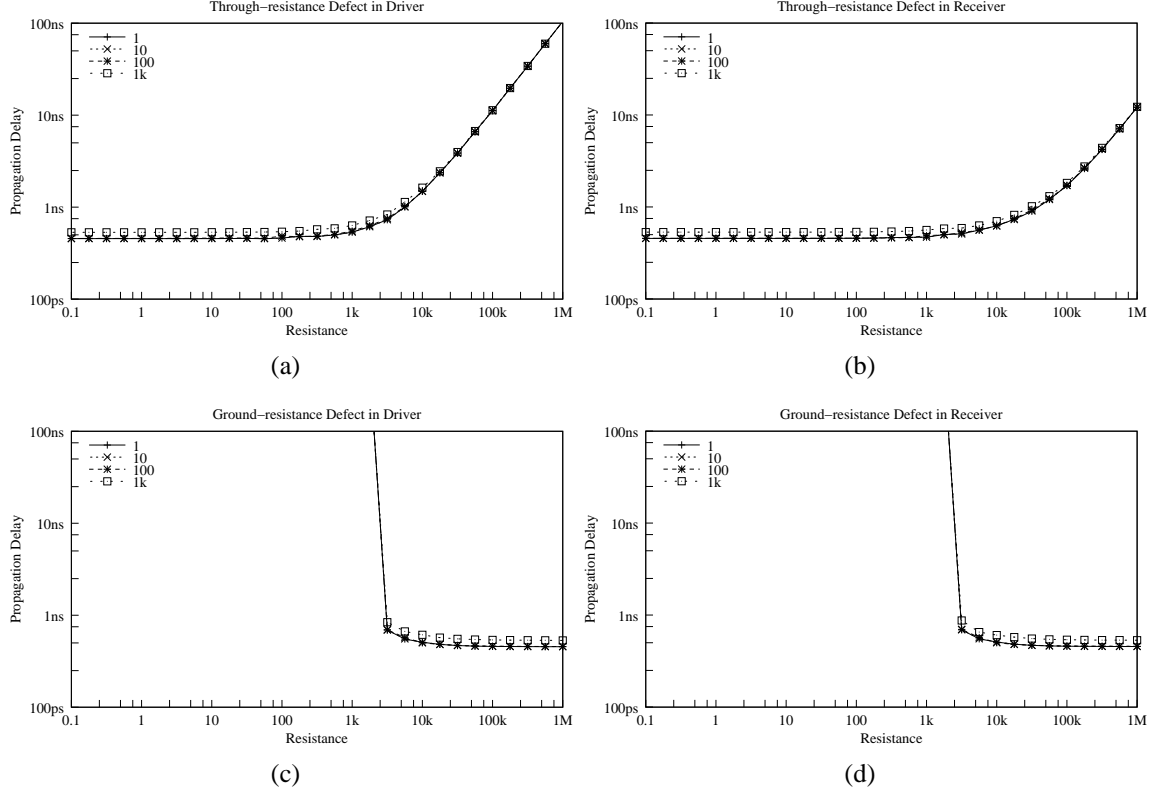 Through−resistance Defect in Driver
100ns
10ns
1ns
100ps
Propagation Delay
1
10
100
1k
0.1 1 10 100 1k 10k 100k 1M
Resistance
(a)
Through−resistance Defect in Receiver
100ns
10ns
1ns
100ps
Propagation Delay
1
10
100
1k
0.1 1 10 100 1k 10k 100k 1M
Resistance
(b)
Ground−resistance Defect in Driver
100ns
10ns
1ns
100ps
Propagation Delay
1
10
100
1k
0.1 1 10 100 1k 10k 100k 1M
Resistance
(c)
Ground−resistance Defect in Receiver
100ns
10ns
1ns
100ps
Propagation Delay
1
10
100
1k
0.1 1 10 100 1k 10k 100k 1M
Resistance
(d)